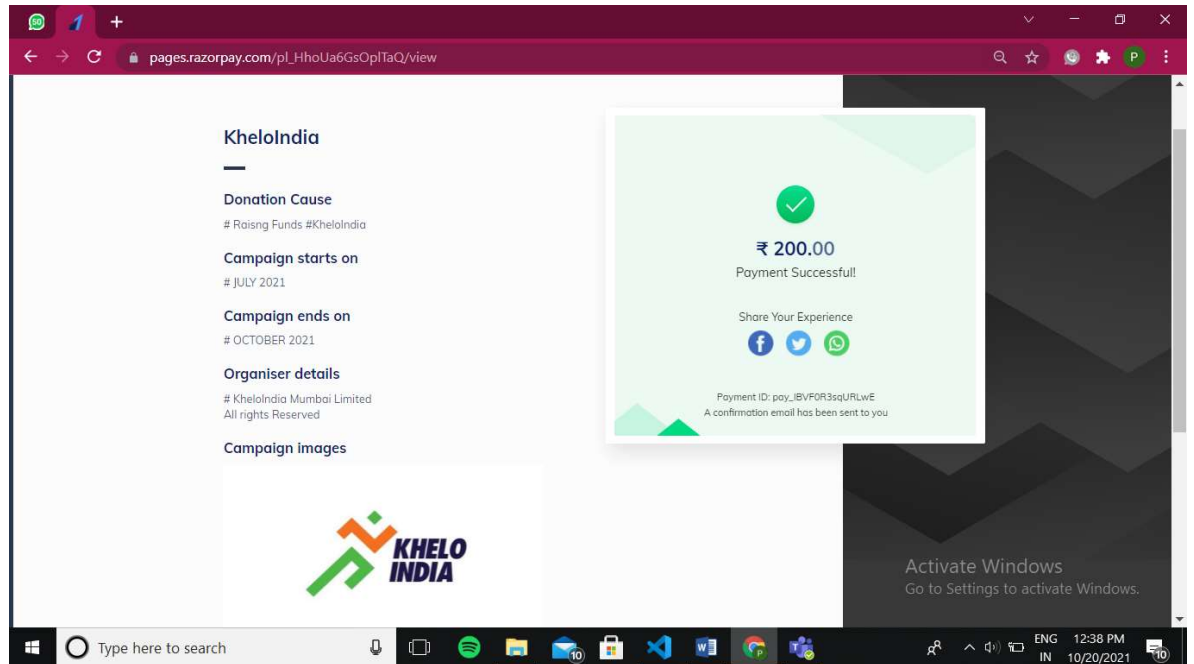 50
pages.razorpay.com/pl_HhoUa6GsOplTaQ/view
P
KheloIndia
Donation Cause
# Raisng Funds #KheloIndia
Campaign starts on
# JULY 2021
Campaign ends on
# OCTOBER 2021
Organiser details
# KheloIndia Mumbai Limited
All rights Reserved
Campaign images
KHELO
INDIA
₹ 200.00
Payment Successful!
Share Your Experience
Payment ID: pay_IBVF0R3sqURLwE
A confirmation email has been sent to you
Activate Windows
Go to Settings to activate Windows.
Type here to search
10
ENG
IN
12:38 PM
10/20/2021
10